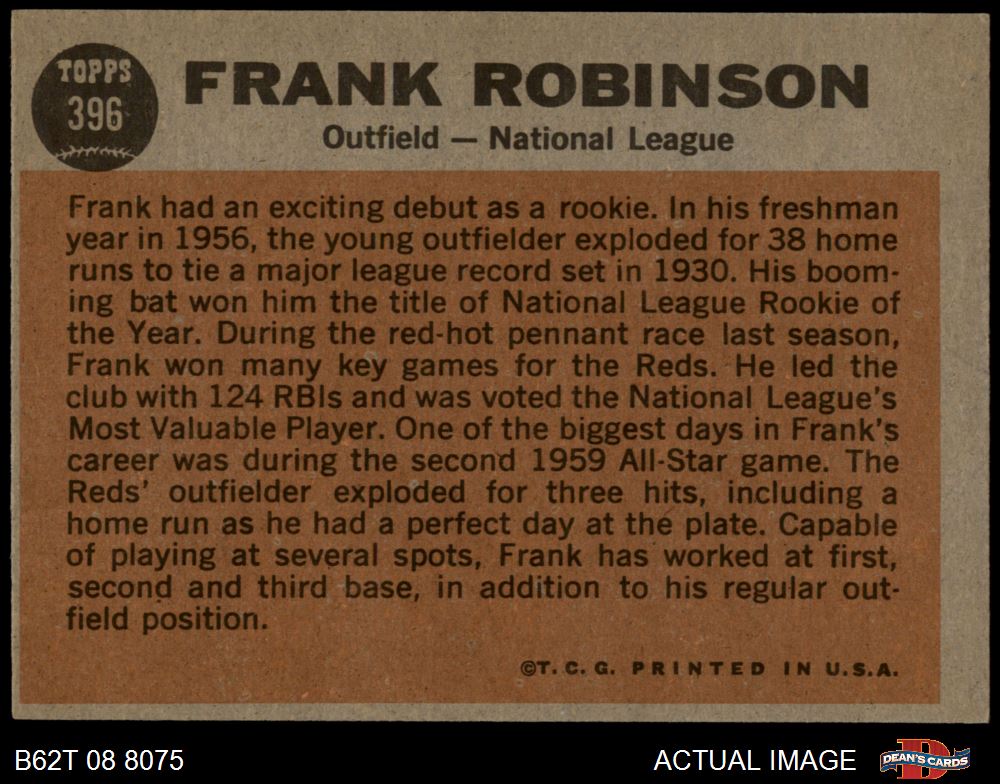 TOPPS
396
FRANK ROBINSON
Outfield — National League
Frank had an exciting debut as a rookie. In his freshman
year in 1956, the young outfielder exploded for 38 home
runs to tie a major league record set in 1930. His boom-
ing bat won him the title of National League Rookie of
the Year. During the red-hot pennant race last season,
Frank won many key games for the Reds. He led the
club with 124 RBIs and was voted the National League's
Most Valuable Player. One of the biggest days in Frank's
career was during the second 1959 All-Star game. The
Reds' outfielder exploded for three hits, including a
home run as he had a perfect day at the plate. Capable
of playing at several spots, Frank has worked at first,
second and third base, in addition to his regular out-
field position.
©T. C. G. PRINTED IN U.S.A.
B62T 08 8075
ACTUAL IMAGE
D
DEAN'S CARDS